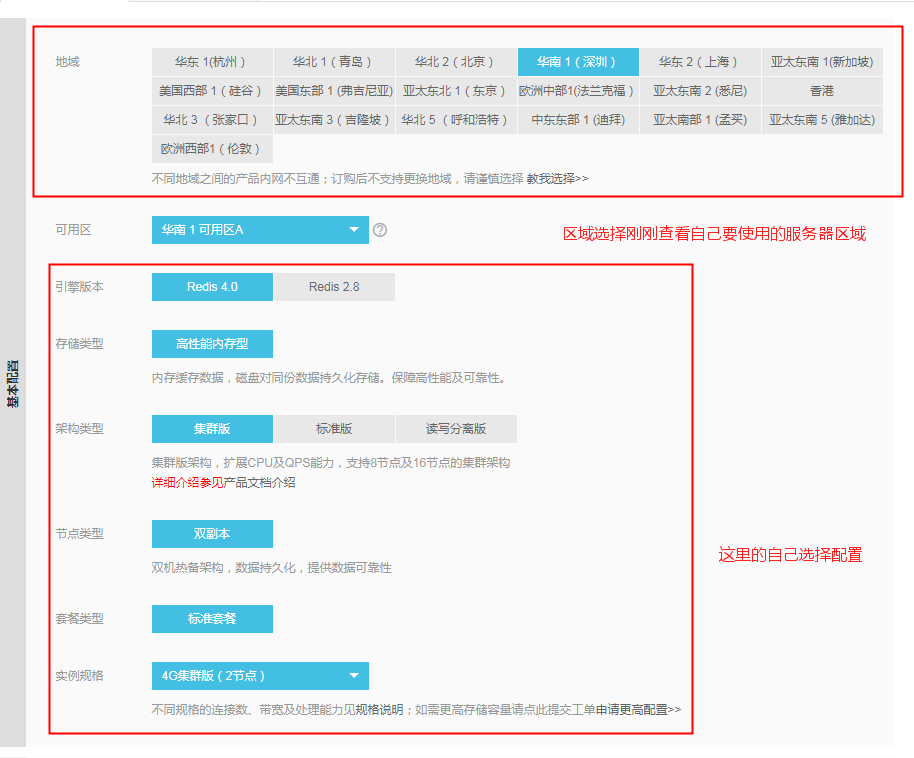 地域
华东 1(杭州 ) 华北 1 ( 青岛 ) 华北 2 ( 北京 ) 华南 1 ( 深圳 ) 华东 2 ( 上海 ) 亚太东南 1(新加坡)
美国西部 1 ( 硅谷 ) 美国东部 1 (弗吉尼亚) 亚太东北 1 ( 东京 ) 欧洲中部1(法兰克福 ) 亚太东南 2 (悉尼) 香港
华北 3 ( 张家口 ) 亚太东南 3 ( 吉隆坡 ) 华北 5 ( 呼和浩特 ) 中东东部 1 (迪拜) 亚太南部 1 (孟买) 亚太东南 5 (雅加达)
欧洲西部1 ( 伦敦 )
不同地域之间的产品内网不互通；订购后不支持更换地域，请谨慎选择 教我选择>>
可用区 华南 1 可用区A ?
区域选择刚刚查看自己要使用的服务器区域
引擎版本 Redis 4.0 Redis 2.8
存储类型 高性能内存型
内存缓存数据，磁盘对同份数据持久化存储。保障高性能及可靠性。
基本配置
架构类型 集群版 标准版 读写分离版
集群版架构，扩展CPU及QPS能力，支持8节点及16节点的集群架构
详细介绍参见产品文档介绍
节点类型 双副本
这里的自己选择配置
双机热备架构，数据持久化，提供数据可靠性
套餐类型 标准套餐
实例规格 4G集群版 ( 2节点 )
不同规格的连接数、带宽及处理能力见规格说明；如需更高存储容量请点此提交工单申请更高配置>>